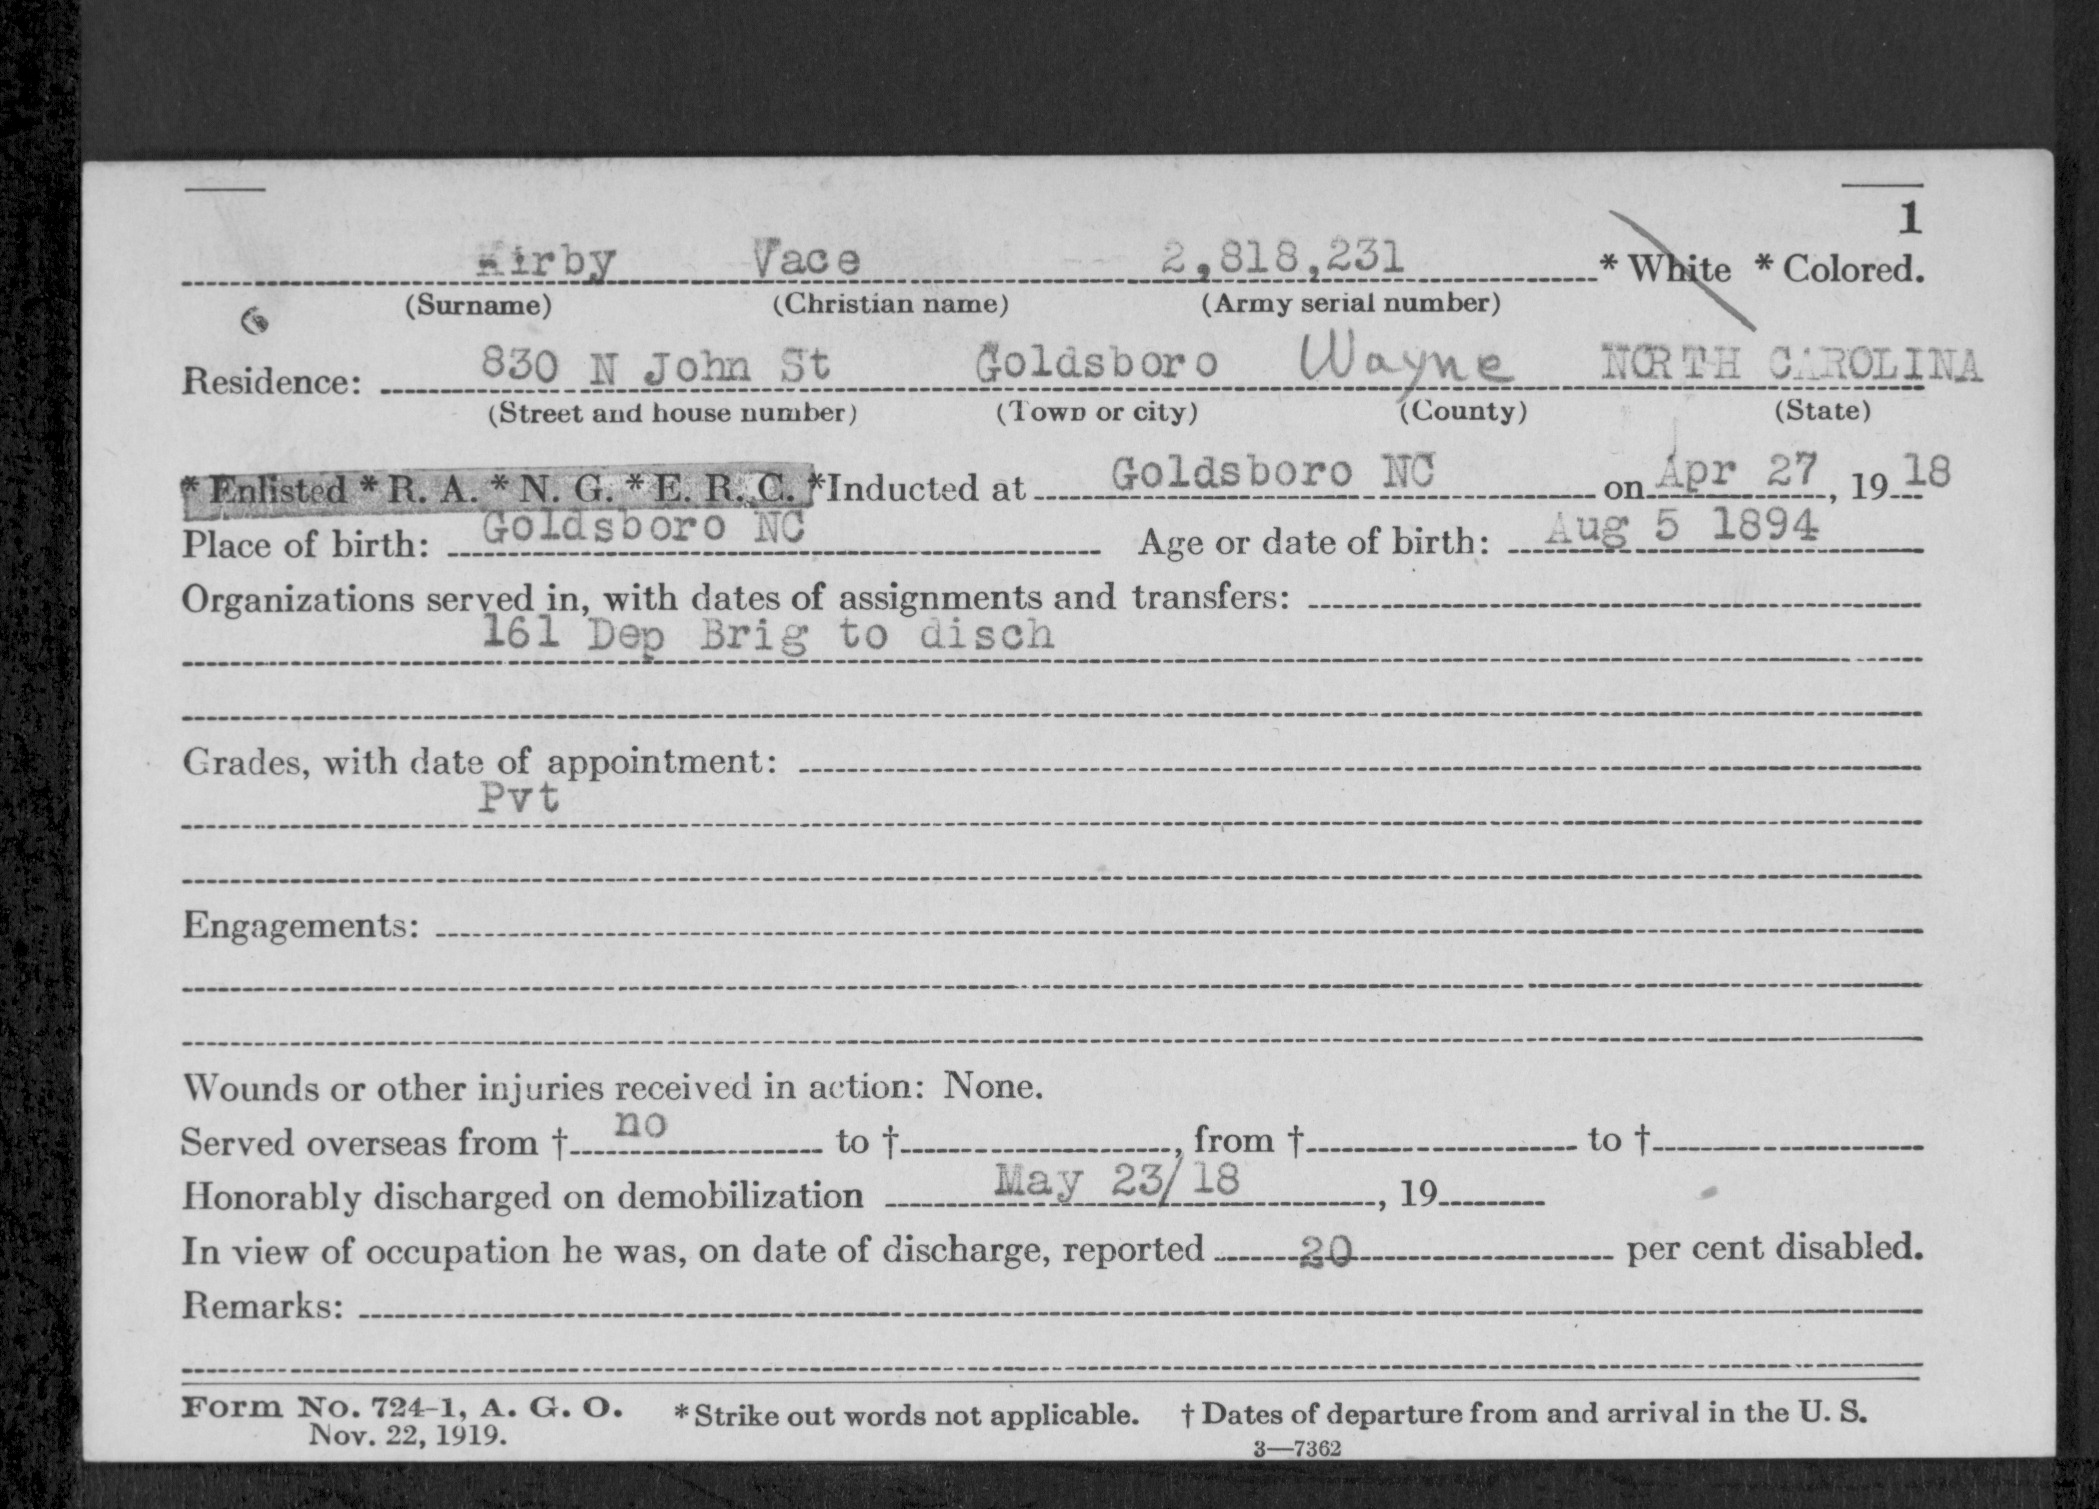 1
Kirby Vace 2,818,231 * White * Colored.
(Surname) (Christian name) (Army serial number)
Residence: 830 N John St Goldsboro Wayne NORTH CAROLINA
(Street and house number) (Town or city) (County) (State)
* Enlisted * R. A. * N. G. * E. R. C. *Inducted at Goldsboro NC on Apr 27, 1918
Place of birth: Goldsboro NC Age or date of birth: Aug 5 1894
Organizations served in, with dates of assignments and transfers:
161 Dep Brig to disch
Grades, with date of appointment:
Pvt
Engagements:
Wounds or other injuries received in action: None.
Served overseas from † no to †, from † to †
Honorably discharged on demobilization May 23/18, 19
In view of occupation he was, on date of discharge, reported 20 per cent disabled.
Remarks:
Form No. 724-1, A. G. O. * Strike out words not applicable. † Dates of departure from and arrival in the U. S.
Nov. 22, 1919.
3—7362